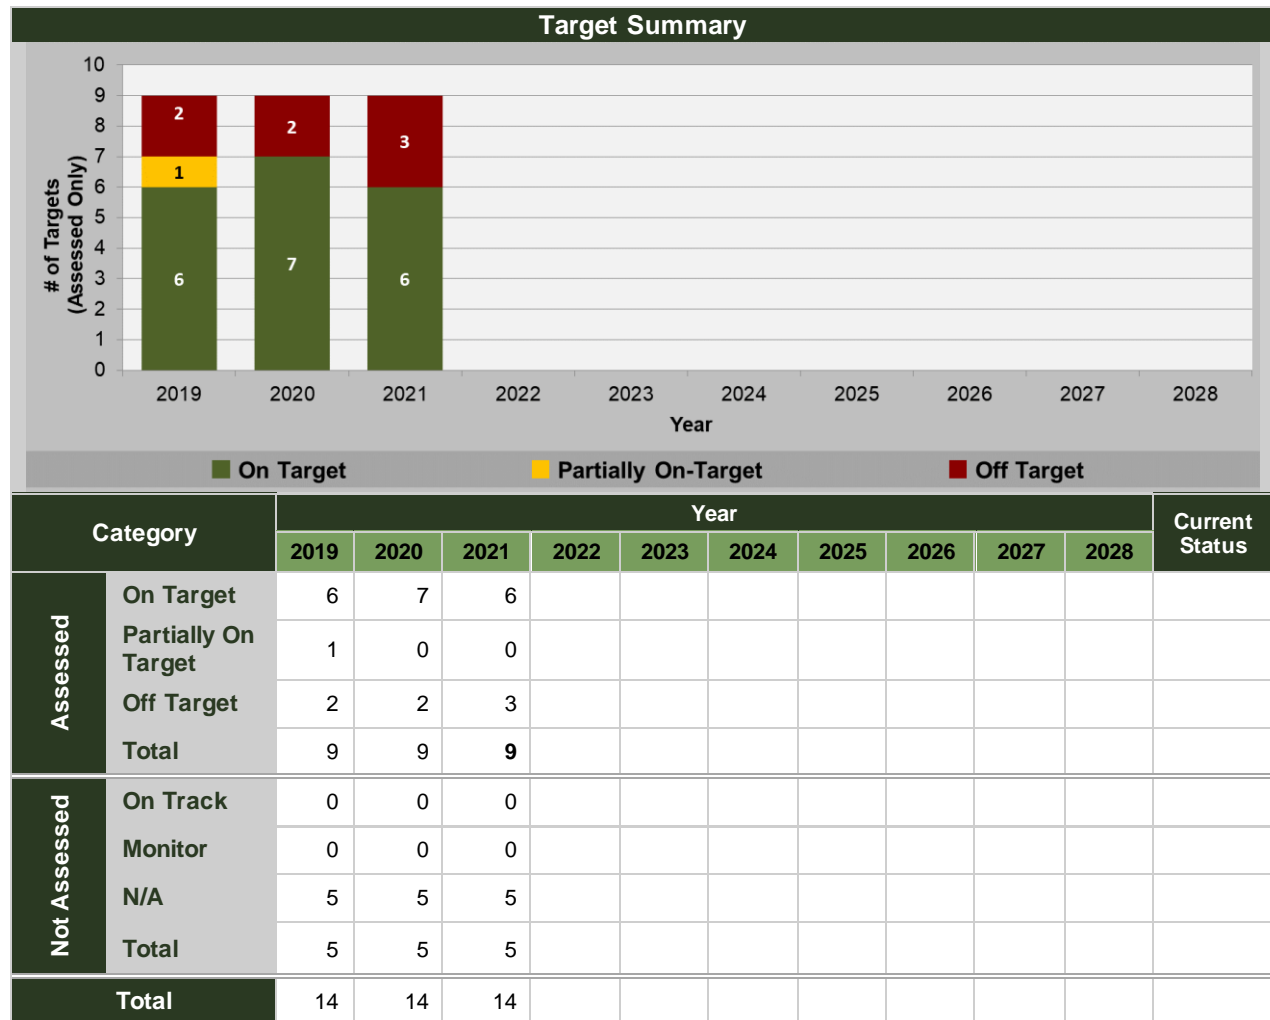 Target Summary
10
9
8
7
6
5
4
3
2
1
0
# of Targets
(Assessed Only)
2
1
6
2
7
3
6
2019 2020 2021 2022 2023 2024 2025 2026 2027 2028
Year
On Target Partially On-Target Off Target
Category Year Current
Status
2019 2020 2021 2022 2023 2024 2025 2026 2027 2028
Assessed
On Target 6 7 6
Partially On
Target 1 0 0
Off Target 2 2 3
Total 9 9 9
Not Assessed
On Track 0 0 0
Monitor 0 0 0
N/A 5 5 5
Total 5 5 5
Total 14 14 14